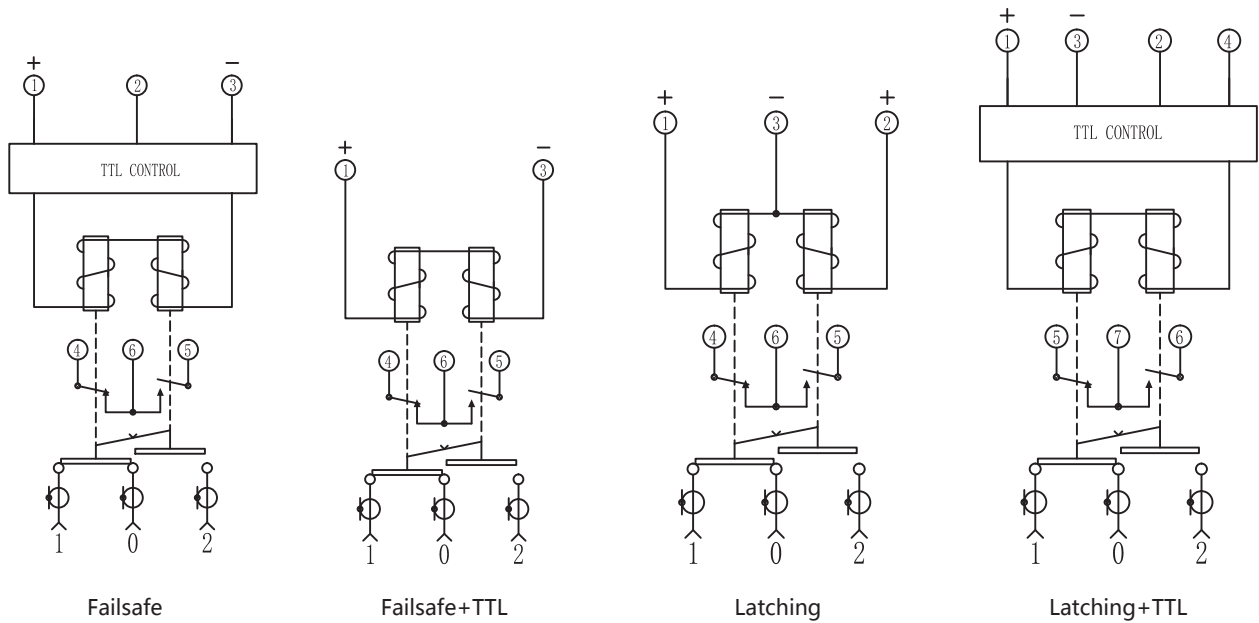 + −
① ② ③
TTL CONTROL
④ ⑥ ⑤
1 0 2
Failsafe
+ −
① ③
④ ⑥ ⑤
1 0 2
Failsafe+TTL
+ − +
① ③ ②
④ ⑥ ⑤
1 0 2
Latching
+ −
① ③ ② ④
TTL CONTROL
⑤ ⑦ ⑥
1 0 2
Latching+TTL